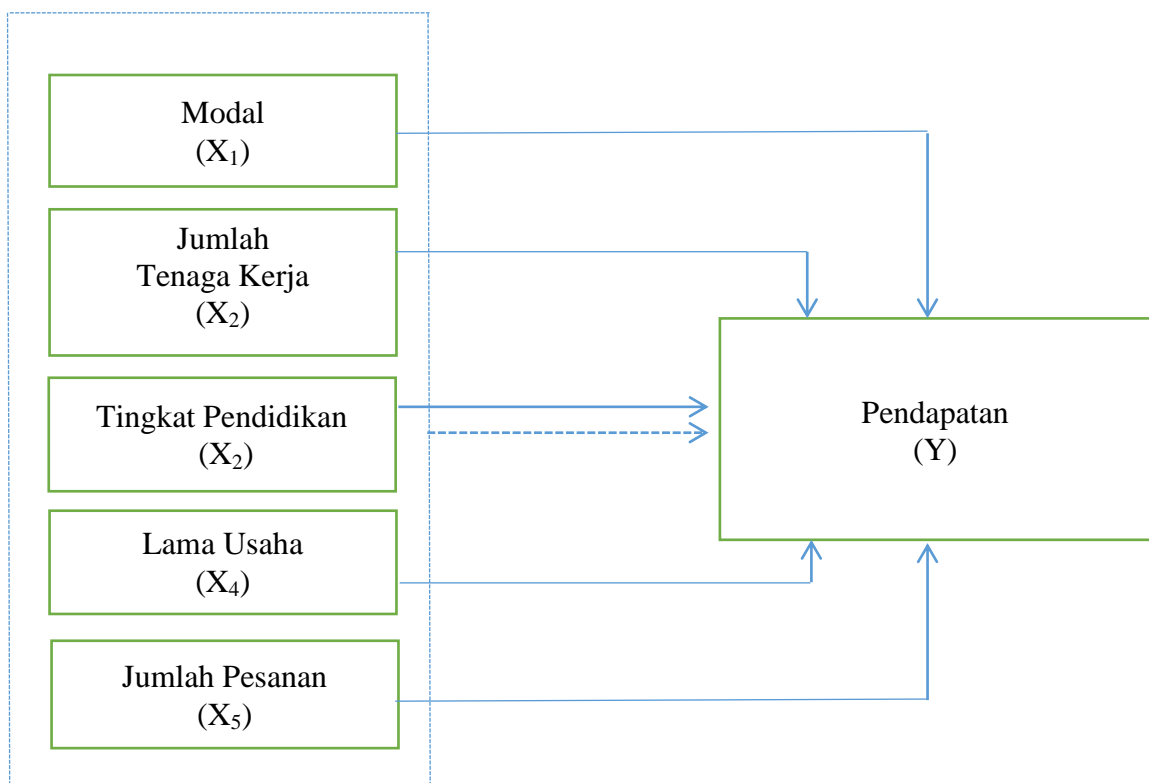 Modal
(X₁)
Jumlah
Tenaga Kerja
(X₂)
Tingkat Pendidikan
(X₂)
Lama Usaha
(X₄)
Jumlah Pesanan
(X₅)
Pendapatan
(Y)